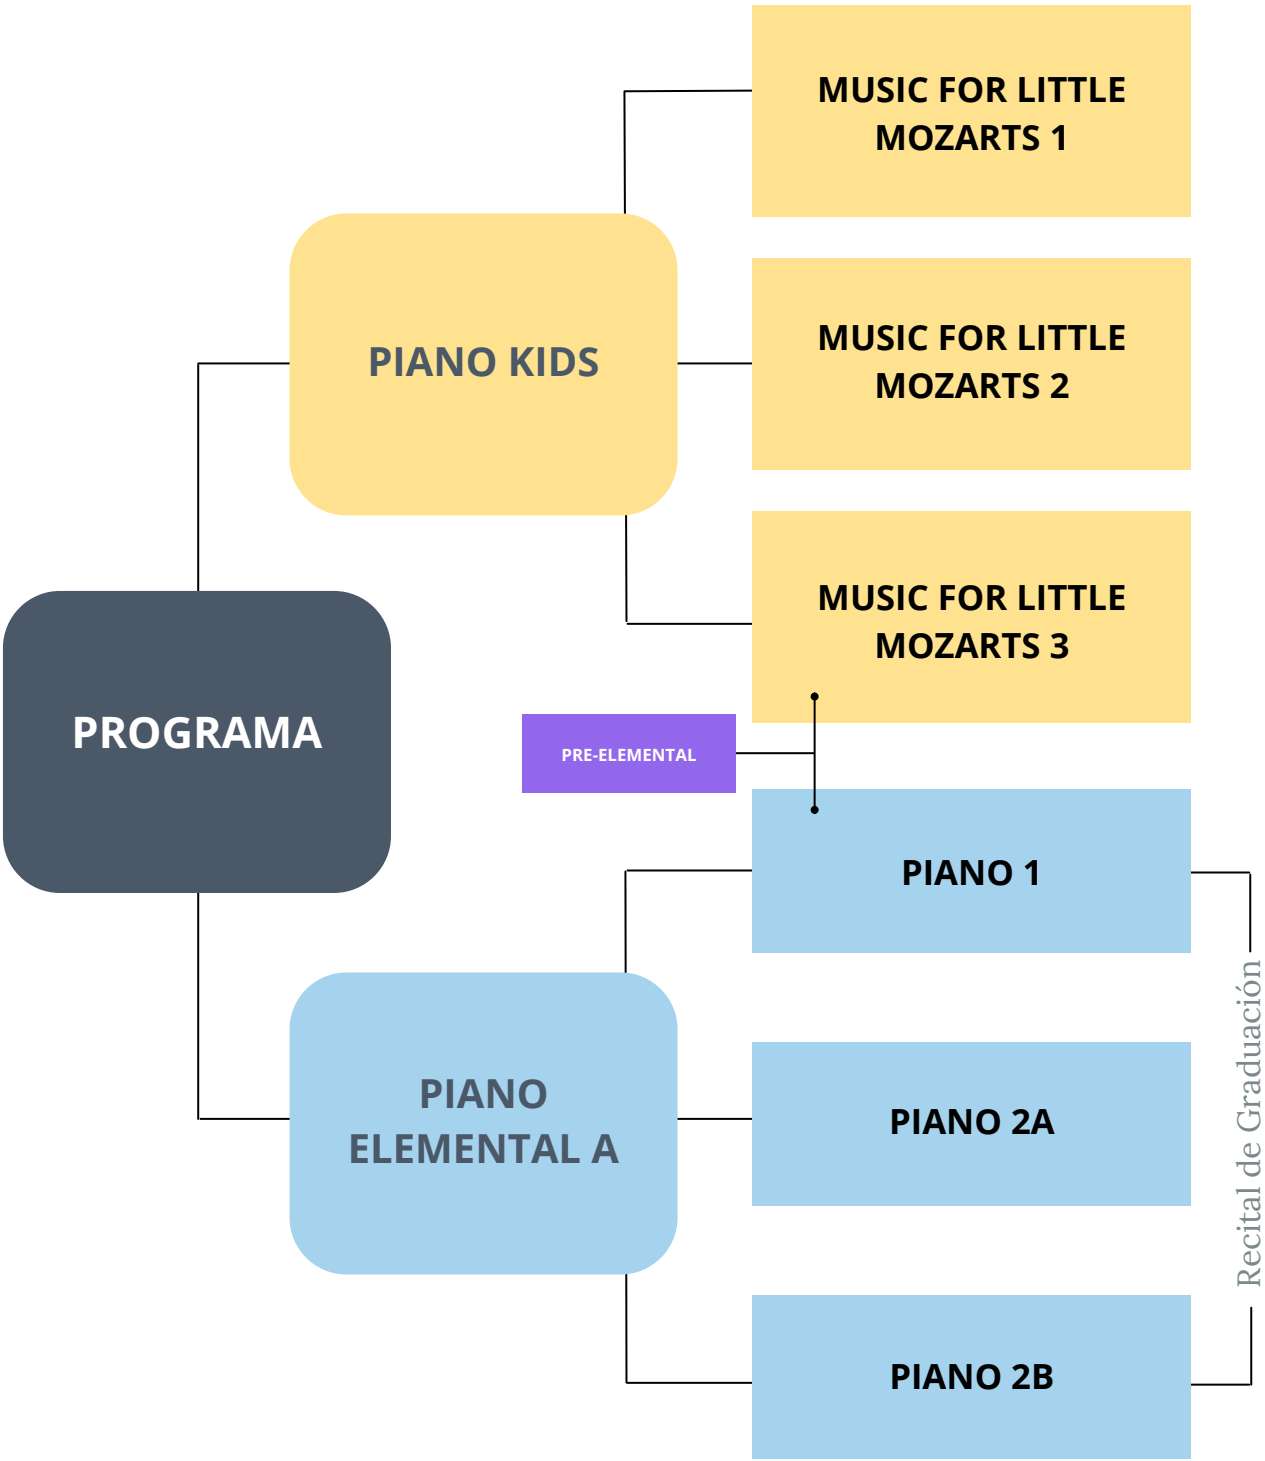 MUSIC FOR LITTLE
MOZARTS 1
PIANO KIDS
MUSIC FOR LITTLE
MOZARTS 2
MUSIC FOR LITTLE
MOZARTS 3
PROGRAMA
PRE-ELEMENTAL
PIANO 1
PIANO
ELEMENTAL A
PIANO 2A
PIANO 2B
Recital de Graduación